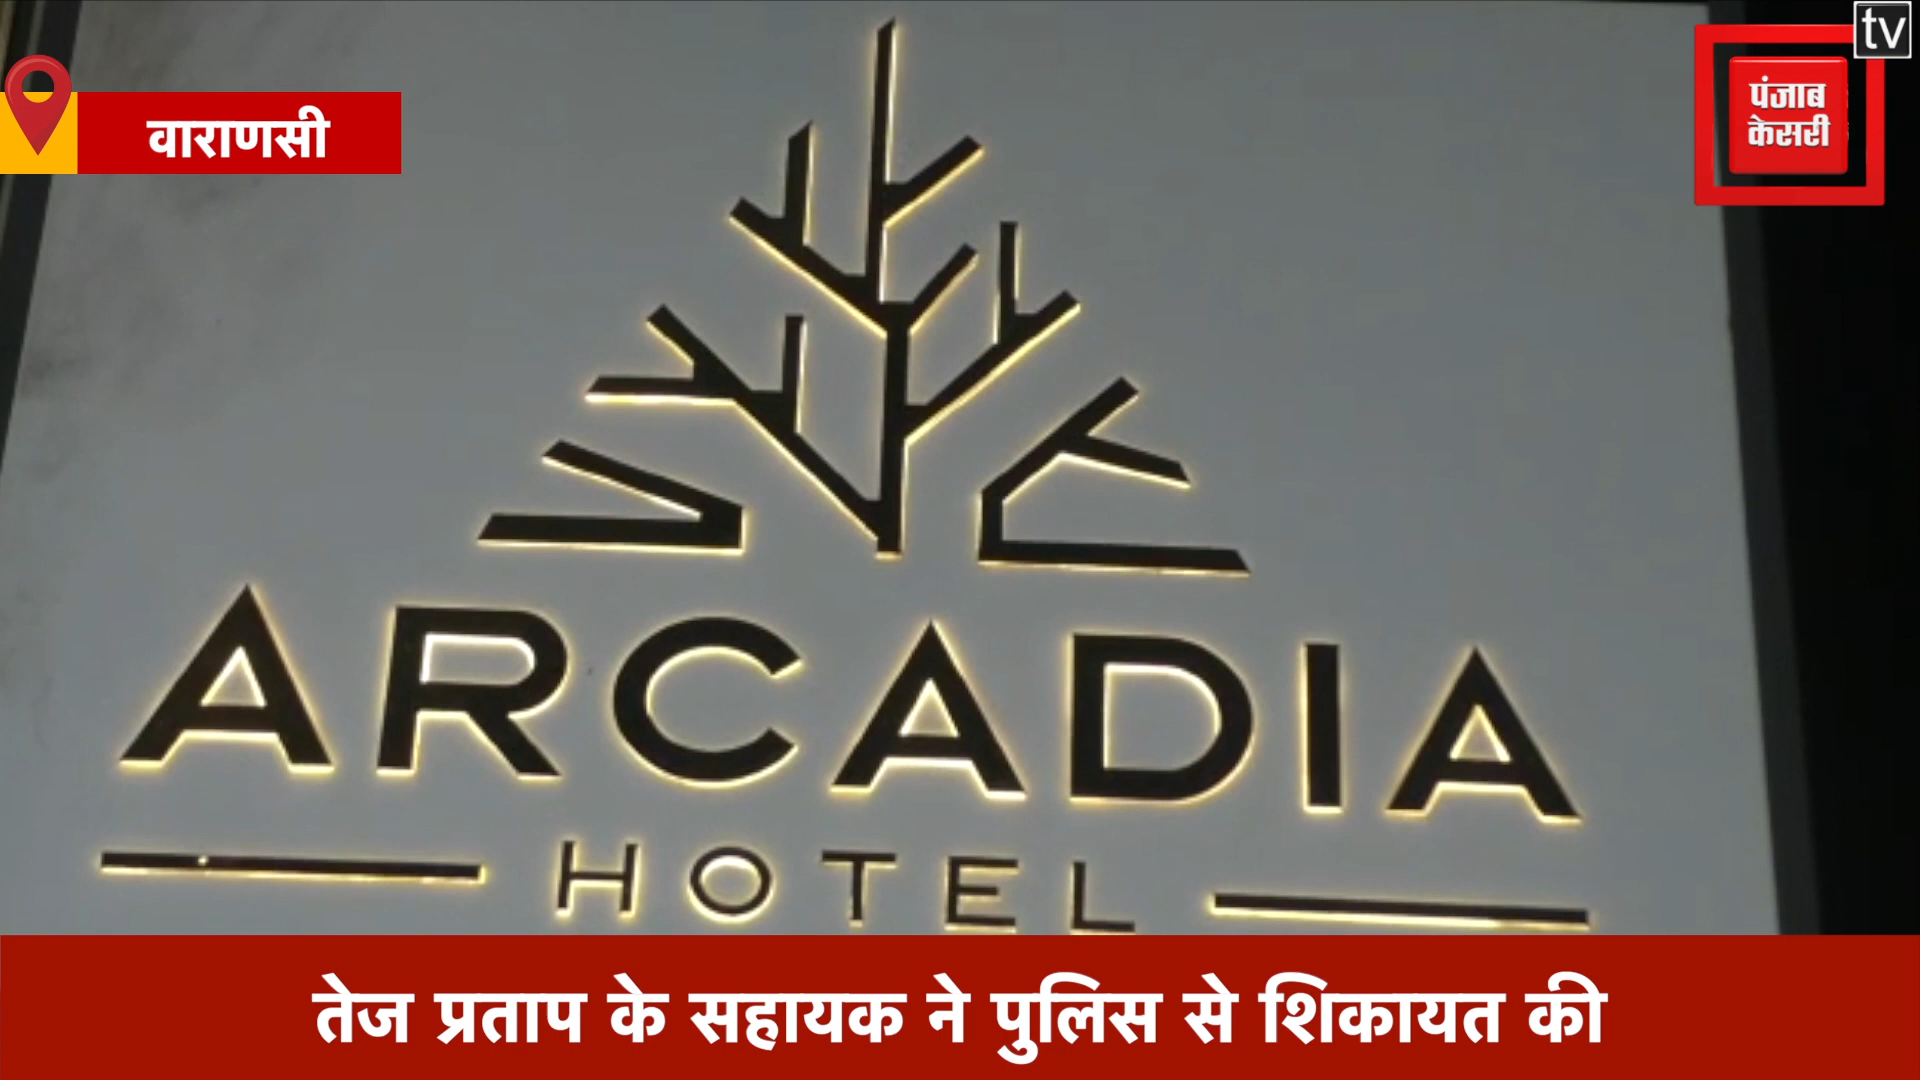 tv
पंजाब
केसरी
वाराणसी
ARCADIA
HOTEL
तेज प्रताप के सहायक ने पुलिस से शिकायत की